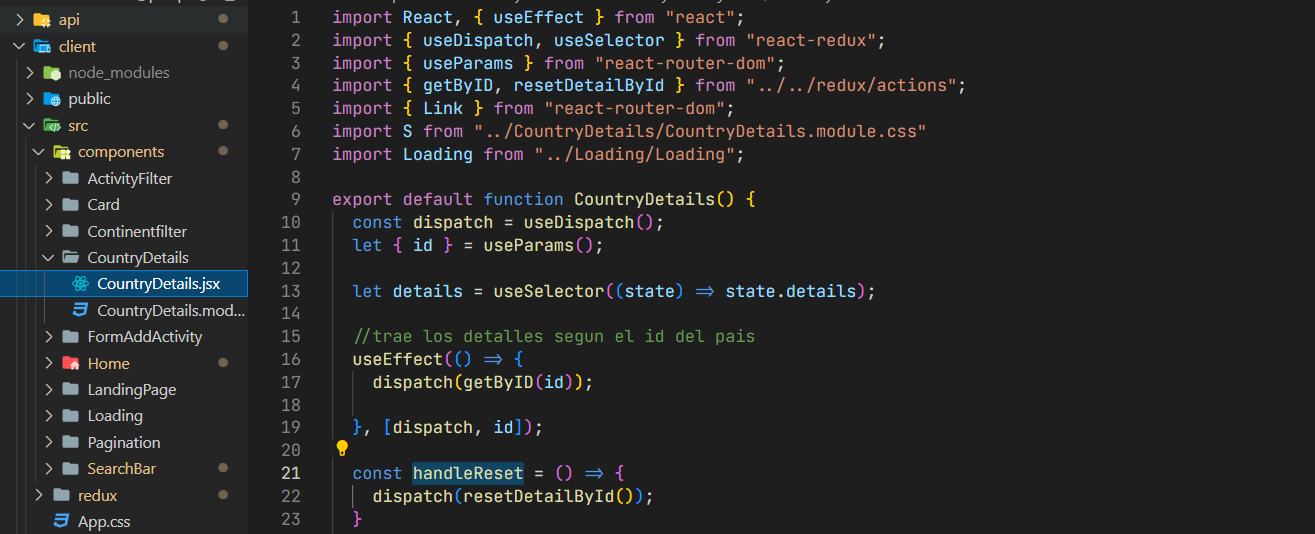 api
client
node_modules
public
src
components
ActivityFilter
Card
Continentfilter
CountryDetails
CountryDetails.jsx
CountryDetails.mod...
FormAddActivity
Home
LandingPage
Loading
Pagination
SearchBar
redux
App.css
1 import React, { useEffect } from "react";
2 import { useDispatch, useSelector } from "react-redux";
3 import { useParams } from "react-router-dom";
4 import { getByID, resetDetailById } from "../../redux/actions";
5 import { Link } from "react-router-dom";
6 import S from "../CountryDetails/CountryDetails.module.css"
7 import Loading from "../Loading/Loading";
8
9 export default function CountryDetails() {
10 const dispatch = useDispatch();
11 let { id } = useParams();
12
13 let details = useSelector((state) => state.details);
14
15 //trae los detalles segun el id del pais
16 useEffect(() => {
17 dispatch(getByID(id));
18
19 }, [dispatch, id]);
20
21 const handleReset = () => {
22 dispatch(resetDetailById());
23 }